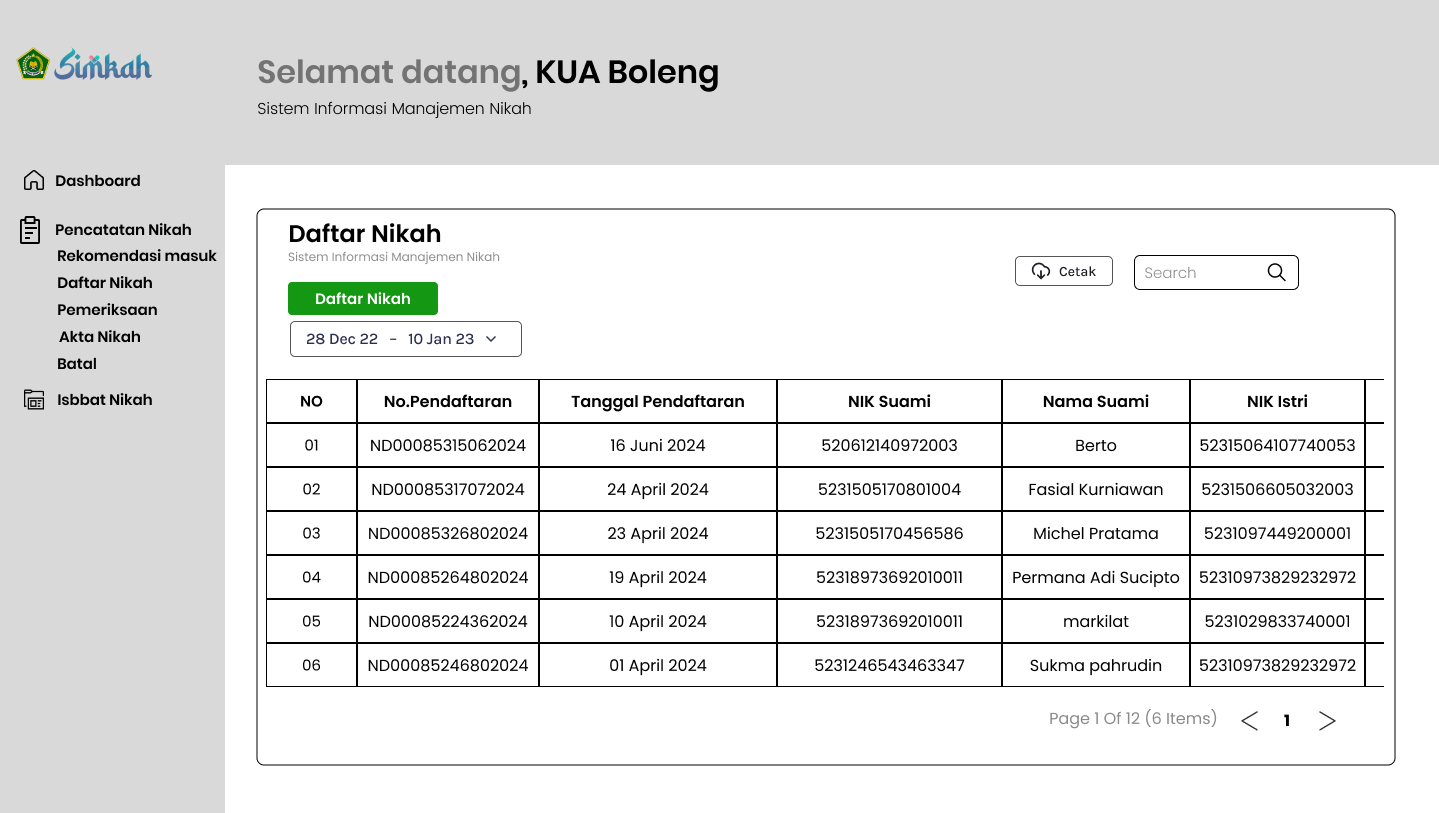 Simkah
Selamat datang, KUA Boleng
Sistem Informasi Manajemen Nikah
Dashboard
Pencatatan Nikah
Rekomendasi masuk
Daftar Nikah
Pemeriksaan
Akta Nikah
Batal
Isbbat Nikah
Daftar Nikah
Sistem Informasi Manajemen Nikah
Cetak
Search
Daftar Nikah
28 Dec 22 - 10 Jan 23
NO No.Pendaftaran Tanggal Pendaftaran NIK Suami Nama Suami NIK Istri
01 ND00085315062024 16 Juni 2024 520612140972003 Berto 52315064107740053
02 ND00085317072024 24 April 2024 5231505170801004 Fasial Kurniawan 5231506605032003
03 ND00085326802024 23 April 2024 5231505170456586 Michel Pratama 5231097449200001
04 ND00085264802024 19 April 2024 52318973692010011 Permana Adi Sucipto 52310973829232972
05 ND00085224362024 10 April 2024 52318973692010011 markilat 5231029833740001
06 ND00085246802024 01 April 2024 5231246543463347 Sukma pahrudin 52310973829232972
Page 1 Of 12 (6 Items) < 1 >